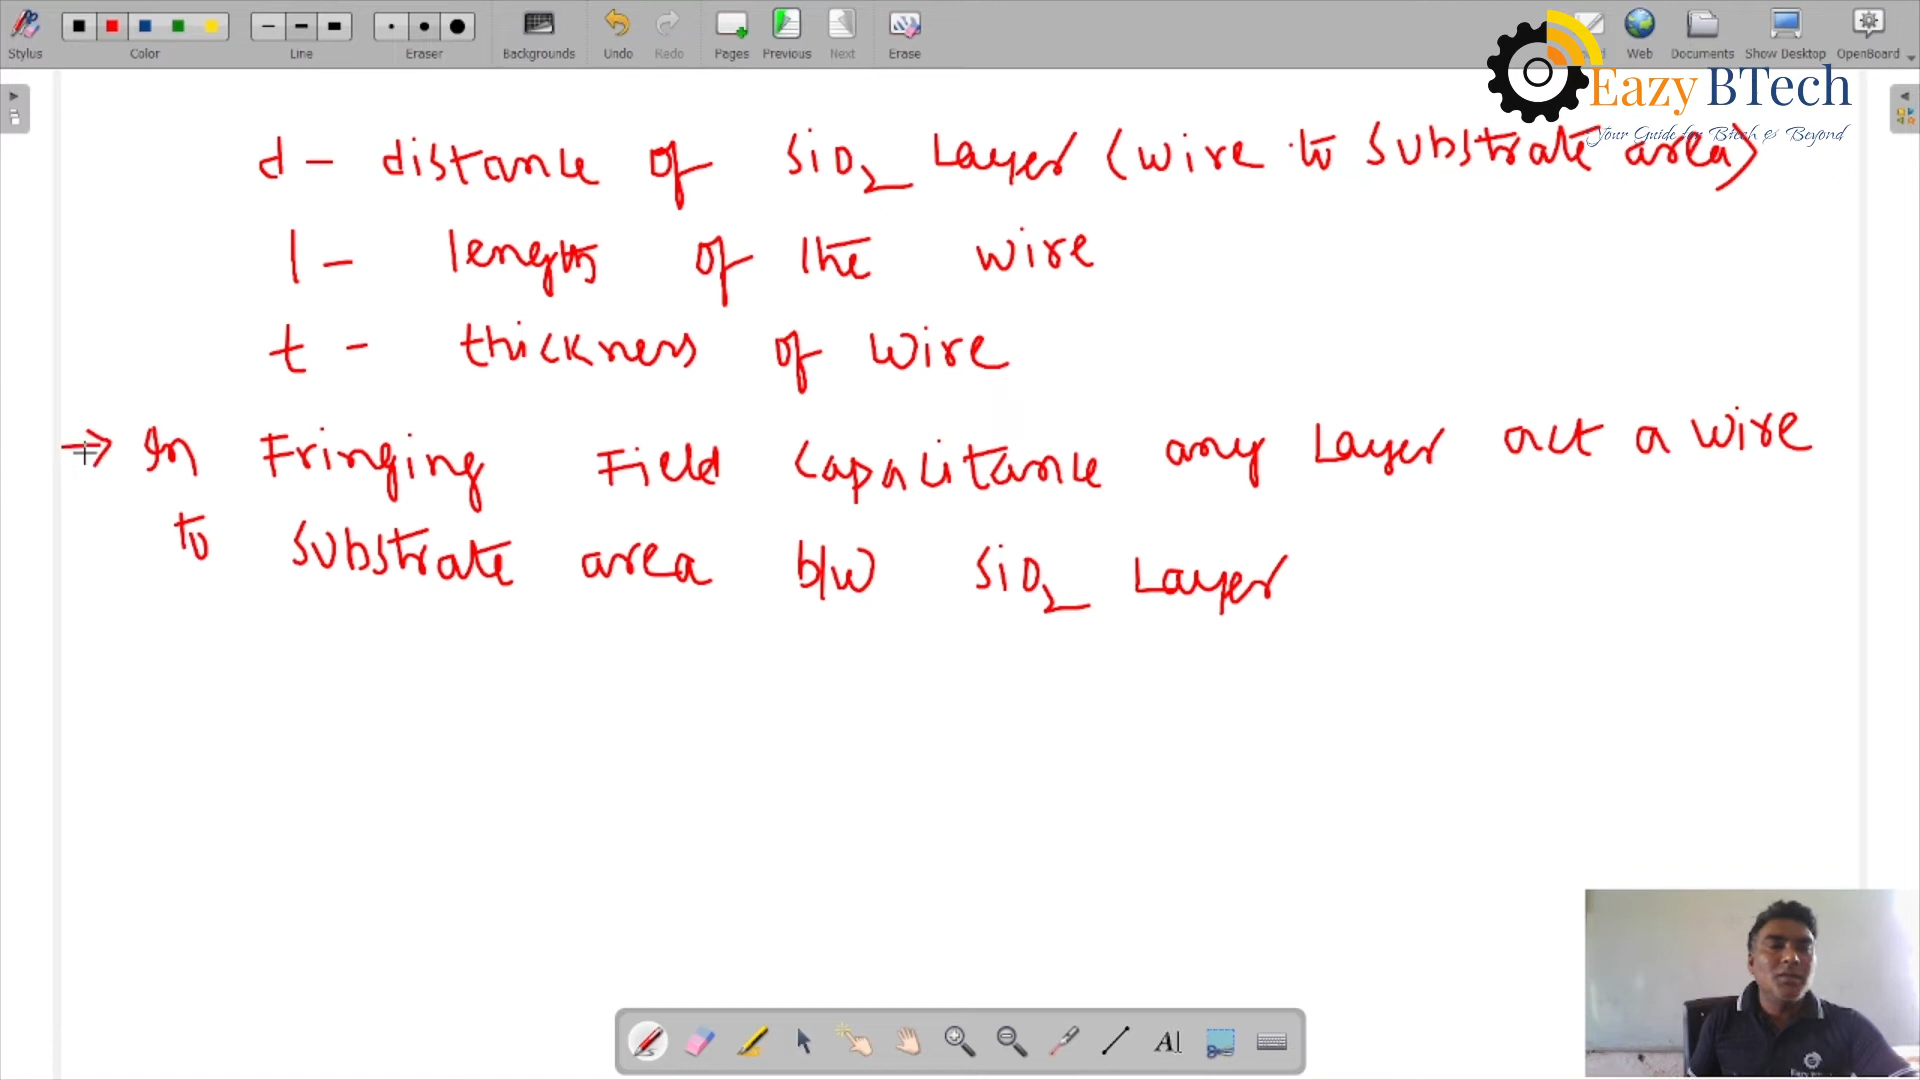 Stylus Color Line Eraser Backgrounds Undo Redo Pages Previous Next Erase Web Documents Show Desktop OpenBoard
Eazy BTech
Your Guide for Btech & Beyond
d - distance of SiO2 Layer (wire to substrate area)
l - length of the wire
t - thickness of wire
⇒ In Fringing Field capacitance any Layer act a wire
to substrate area b/w SiO2 Layer
AI